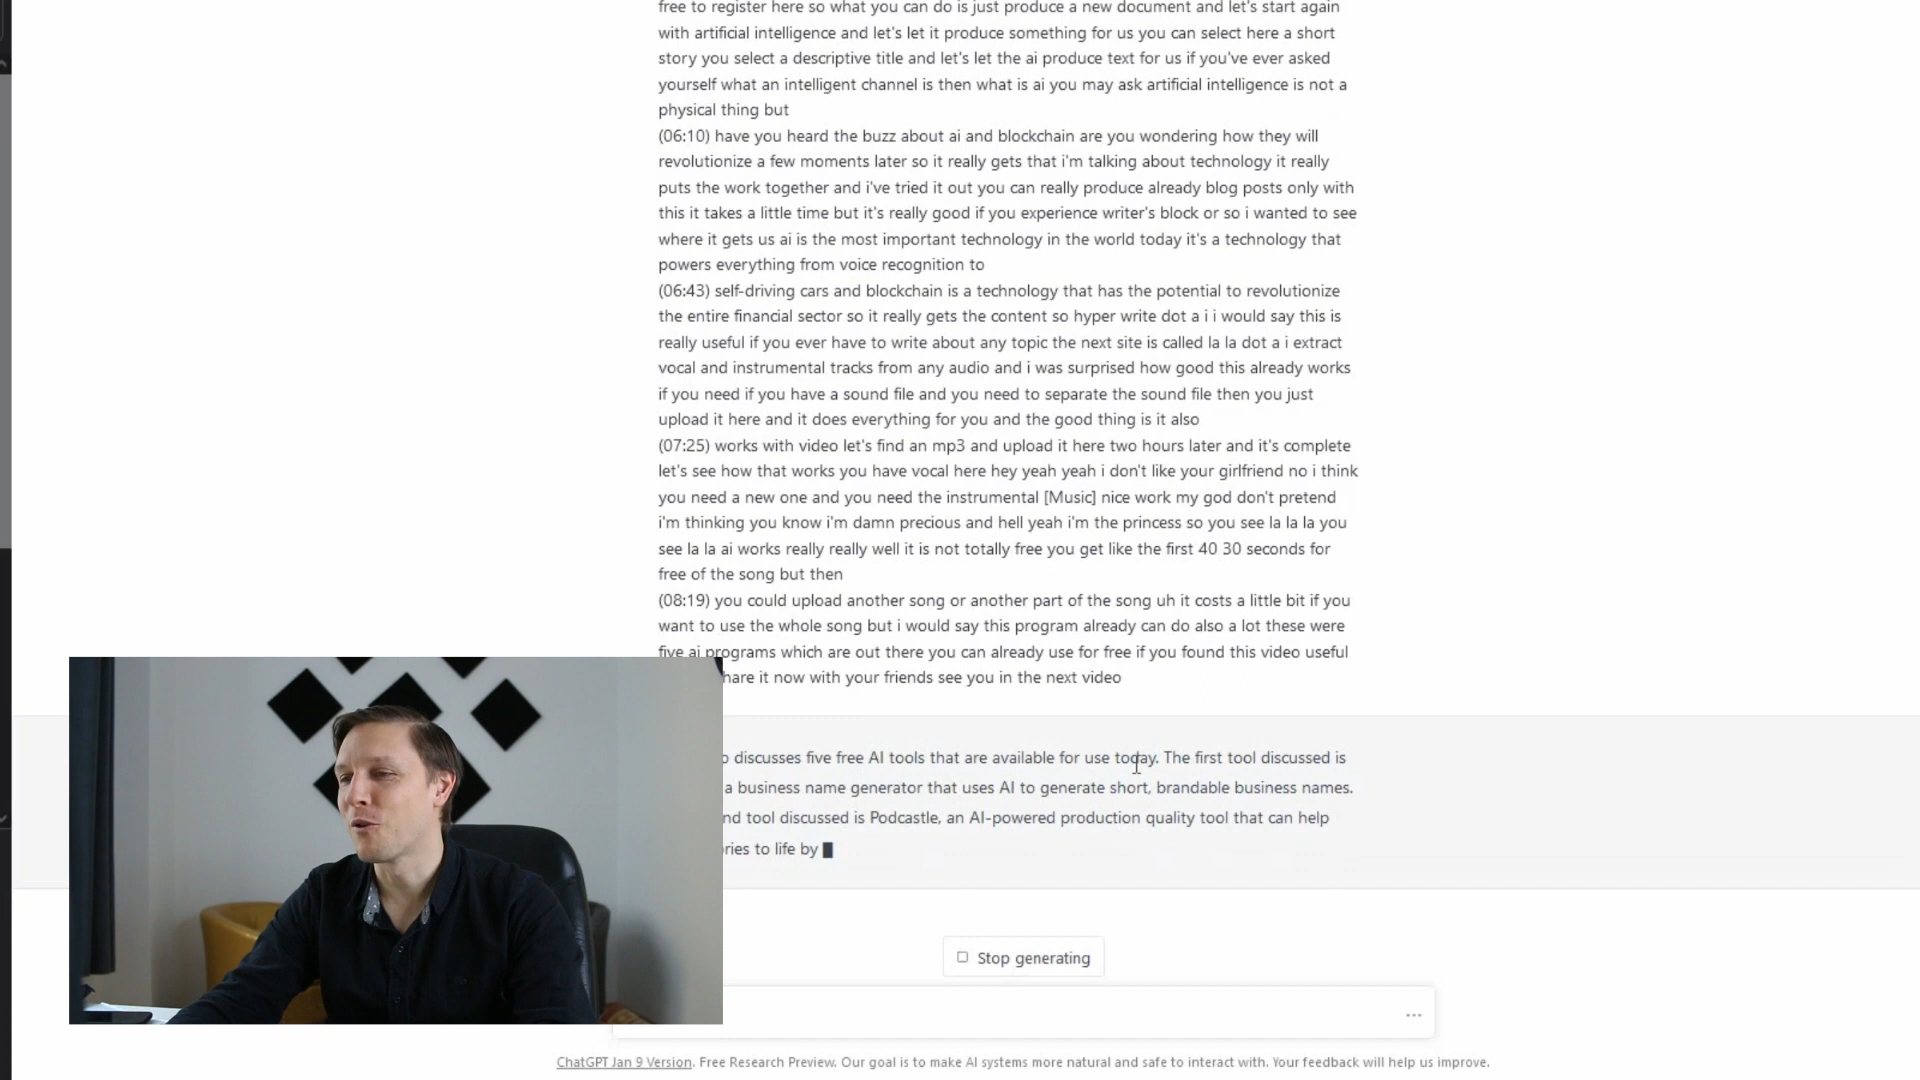 free to register here so what you can do is just produce a new document and let's start again
with artificial intelligence and let's let it produce something for us you can select here a short
story you select a descriptive title and let's let the ai produce text for us if you've ever asked
yourself what an intelligent channel is then what is ai you may ask artificial intelligence is not a
physical thing but
(06:10) have you heard the buzz about ai and blockchain are you wondering how they will
revolutionize a few moments later so it really gets that i'm talking about technology it really
puts the work together and i've tried it out you can really produce already blog posts only with
this it takes a little time but it's really good if you experience writer's block or so i wanted to see
where it gets us ai is the most important technology in the world today it's a technology that
powers everything from voice recognition to
(06:43) self-driving cars and blockchain is a technology that has the potential to revolutionize
the entire financial sector so it really gets the content so hyper write dot a i i would say this is
really useful if you ever have to write about any topic the next site is called la la dot a i extract
vocal and instrumental tracks from any audio and i was surprised how good this already works
if you need if you have a sound file and you need to separate the sound file then you just
upload it here and it does everything for you and the good thing is it also
(07:25) works with video let's find an mp3 and upload it here two hours later and it's complete
let's see how that works you have vocal here hey yeah yeah i don't like your girlfriend no i think
you need a new one and you need the instrumental [Music] nice work my god don't pretend
i'm thinking you know i'm damn precious and hell yeah i'm the princess so you see la la la you
see la la ai works really really well it is not totally free you get like the first 40 30 seconds for
free of the song but then
(08:19) you could upload another song or another part of the song uh it costs a little bit if you
want to use the whole song but i would say this program already can do also a lot these were
five ai programs which are out there you can already use for free if you found this video useful
hare it now with your friends see you in the next video
discusses five free AI tools that are available for use today. The first tool discussed is
a business name generator that uses AI to generate short, brandable business names.
nd tool discussed is Podcastle, an AI-powered production quality tool that can help
ries to life by
Stop generating
ChatGPT Jan 9 Version. Free Research Preview. Our goal is to make AI systems more natural and safe to interact with. Your feedback will help us improve.